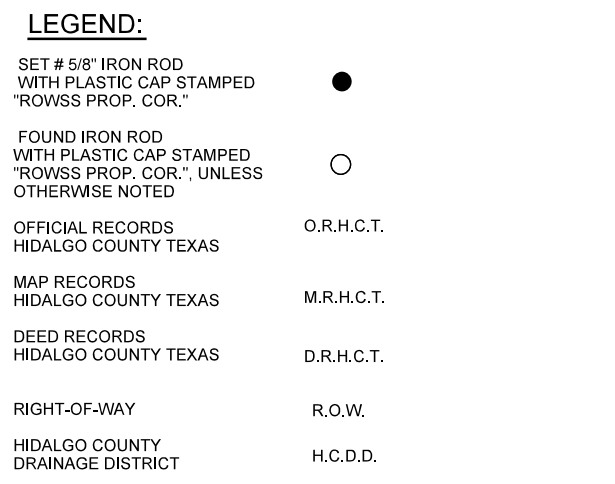 LEGEND:
SET # 5/8" IRON ROD
WITH PLASTIC CAP STAMPED
"ROWSS PROP. COR."
FOUND IRON ROD
WITH PLASTIC CAP STAMPED
"ROWSS PROP. COR.", UNLESS
OTHERWISE NOTED
OFFICIAL RECORDS
HIDALGO COUNTY TEXAS
O.R.H.C.T.
MAP RECORDS
HIDALGO COUNTY TEXAS
M.R.H.C.T.
DEED RECORDS
HIDALGO COUNTY TEXAS
D.R.H.C.T.
RIGHT-OF-WAY
R.O.W.
HIDALGO COUNTY
DRAINAGE DISTRICT
H.C.D.D.